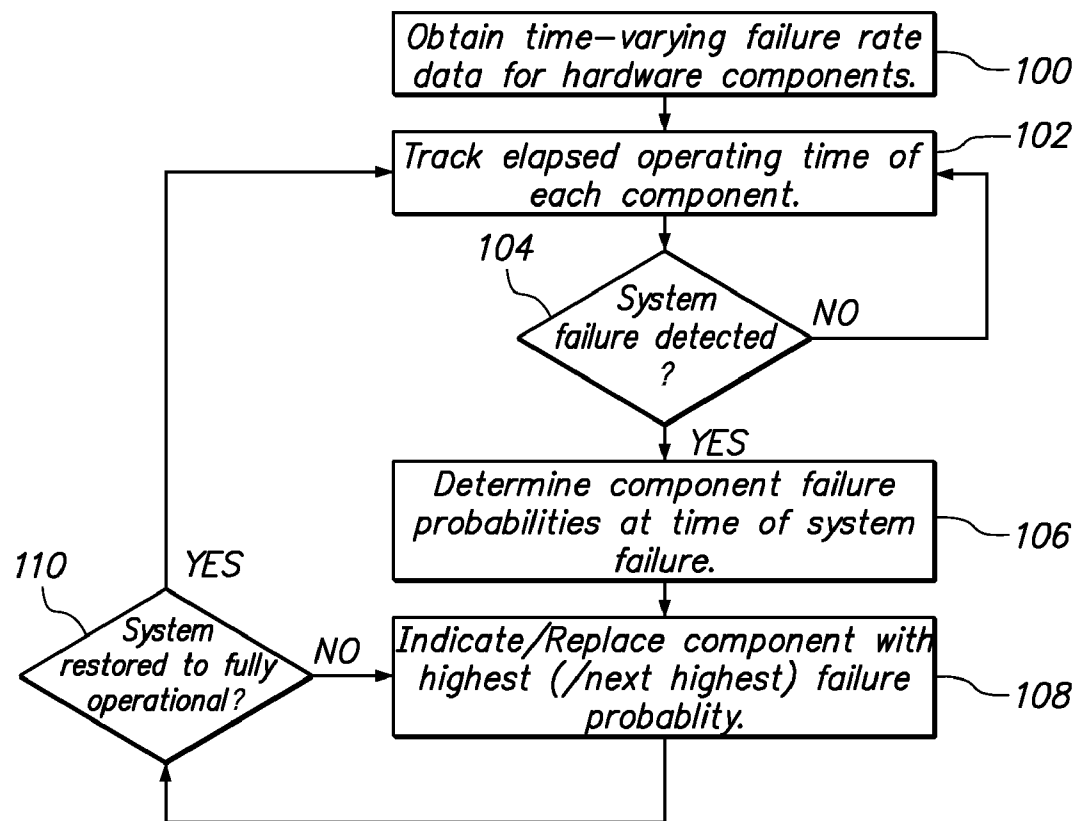 Obtain time-varying failure rate
data for hardware components.
100
102
Track elapsed operating time of
each component.
104
System
failure detected
?
NO
YES
Determine component failure
probabilities at time of system
failure.
106
110
YES
System
restored to fully
operational?
NO
Indicate/Replace component with
highest (/next highest) failure
probablity.
108